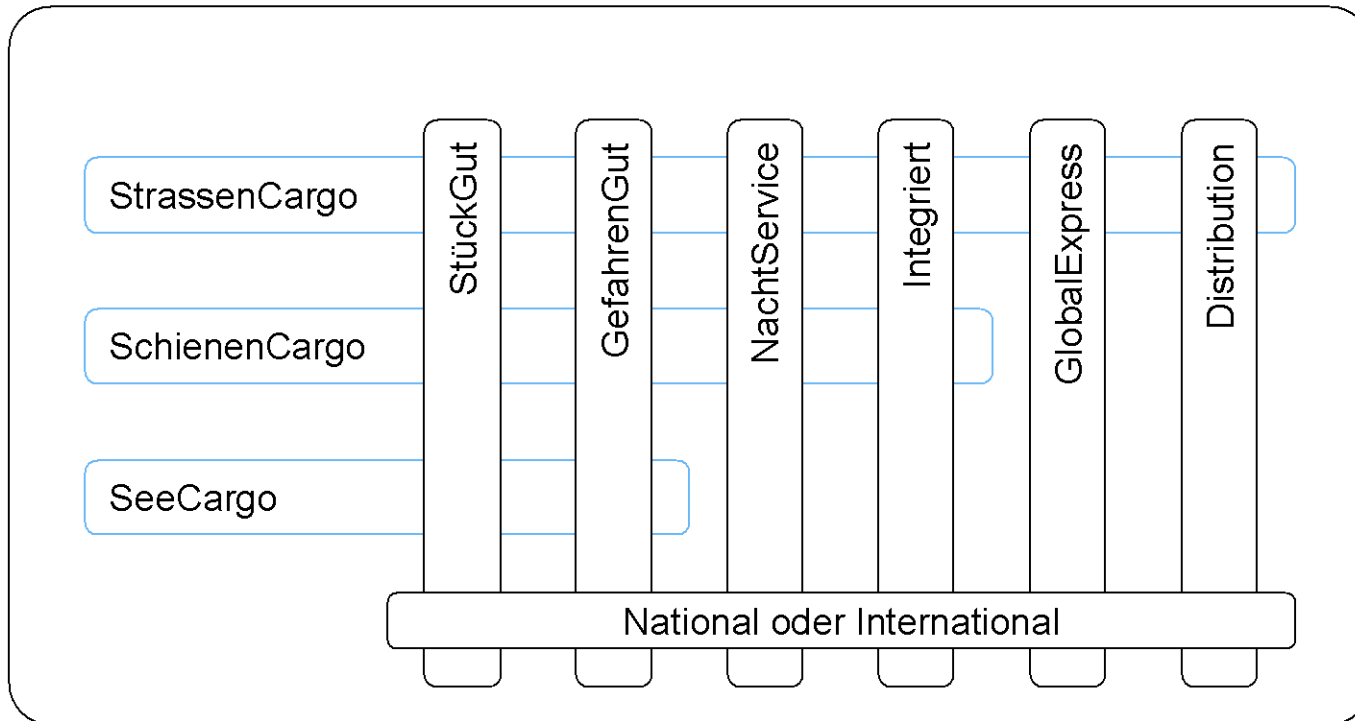 StrassenCargo
SchienenCargo
SeeCargo
StückGut
GefahrenGut
NachtService
Integriert
GlobalExpress
Distribution
National oder International